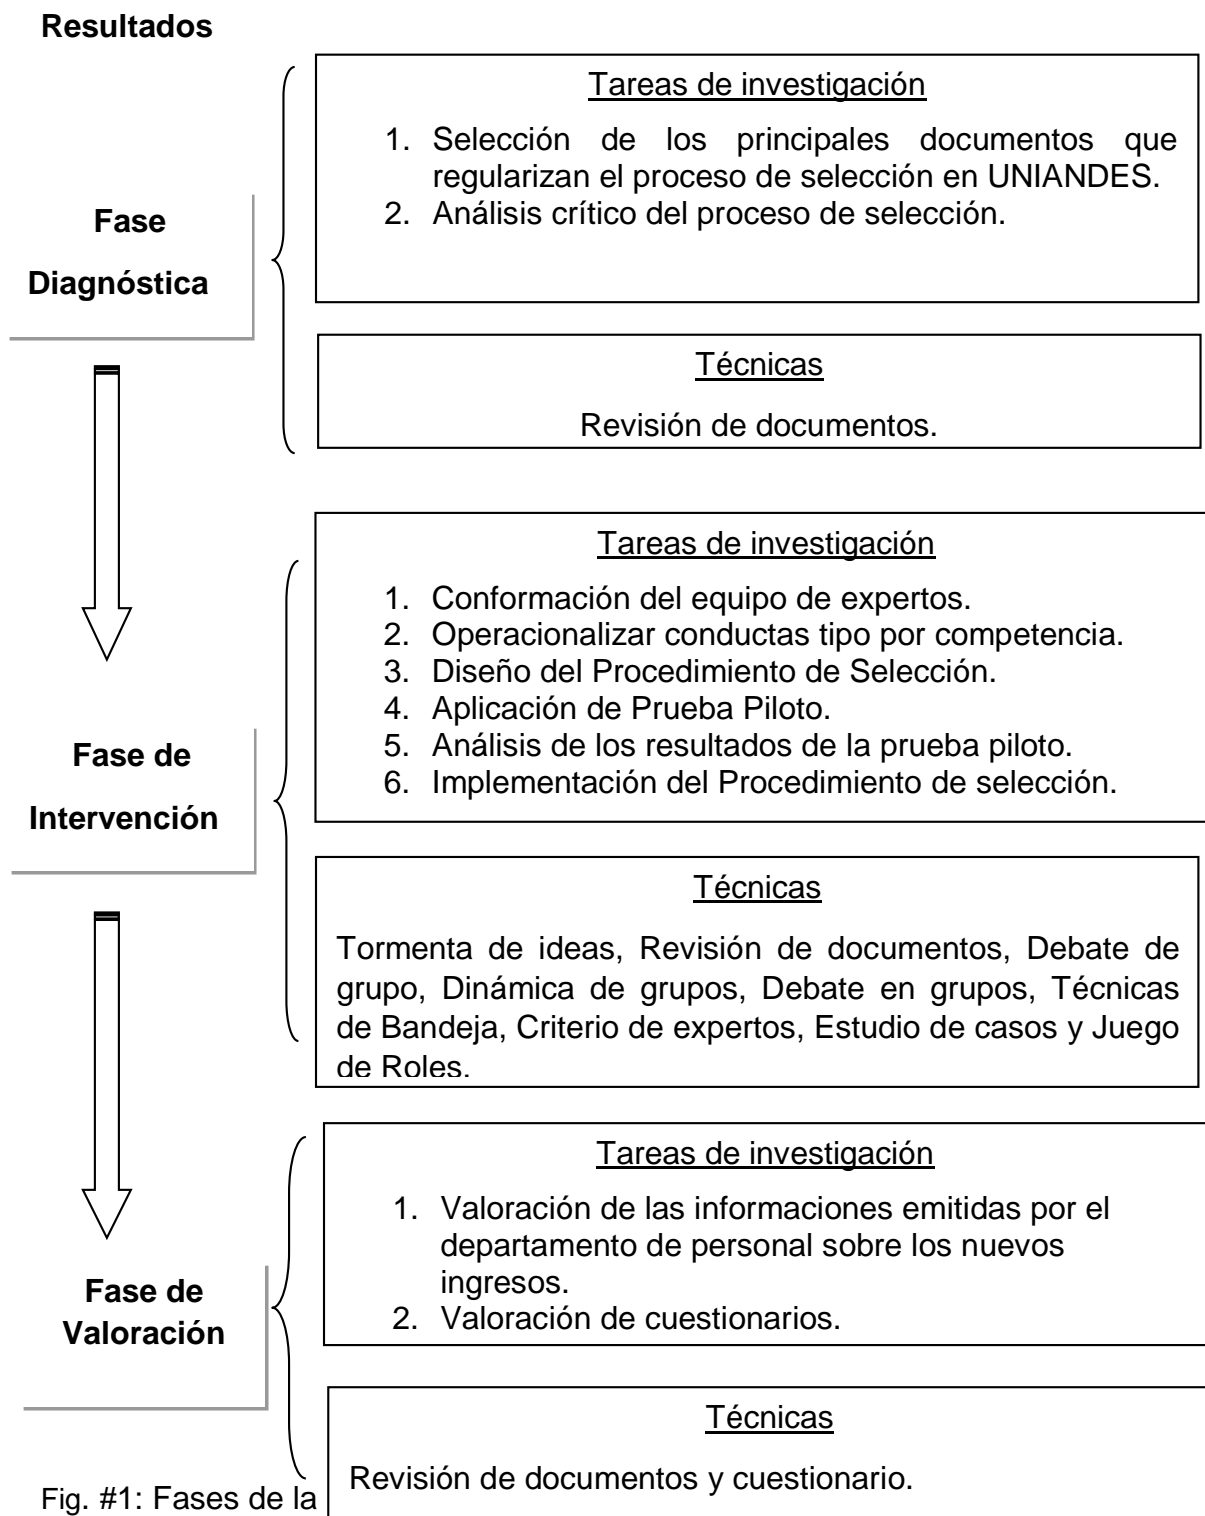 Resultados
Tareas de investigación
1. Selección de los principales documentos que
regularizan el proceso de selección en UNIANDES.
2. Análisis crítico del proceso de selección.
Fase
Diagnóstica
Técnicas
Revisión de documentos.
Tareas de investigación
1. Conformación del equipo de expertos.
2. Operacionalizar conductas tipo por competencia.
3. Diseño del Procedimiento de Selección.
4. Aplicación de Prueba Piloto.
5. Análisis de los resultados de la prueba piloto.
6. Implementación del Procedimiento de selección.
Fase de
Intervención
Técnicas
Tormenta de ideas, Revisión de documentos, Debate de
grupo, Dinámica de grupos, Debate en grupos, Técnicas
de Bandeja, Criterio de expertos, Estudio de casos y Juego
de Roles.
Tareas de investigación
1. Valoración de las informaciones emitidas por el
departamento de personal sobre los nuevos
ingresos.
2. Valoración de cuestionarios.
Fase de
Valoración
Técnicas
Revisión de documentos y cuestionario.
Fig. #1: Fases de la